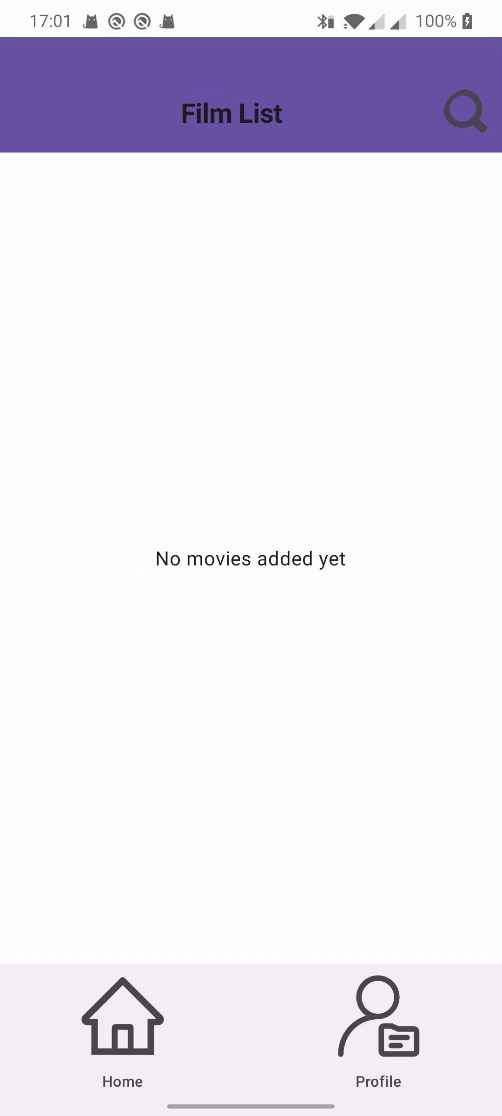 17:01 100%
Film List
No movies added yet
Home Profile